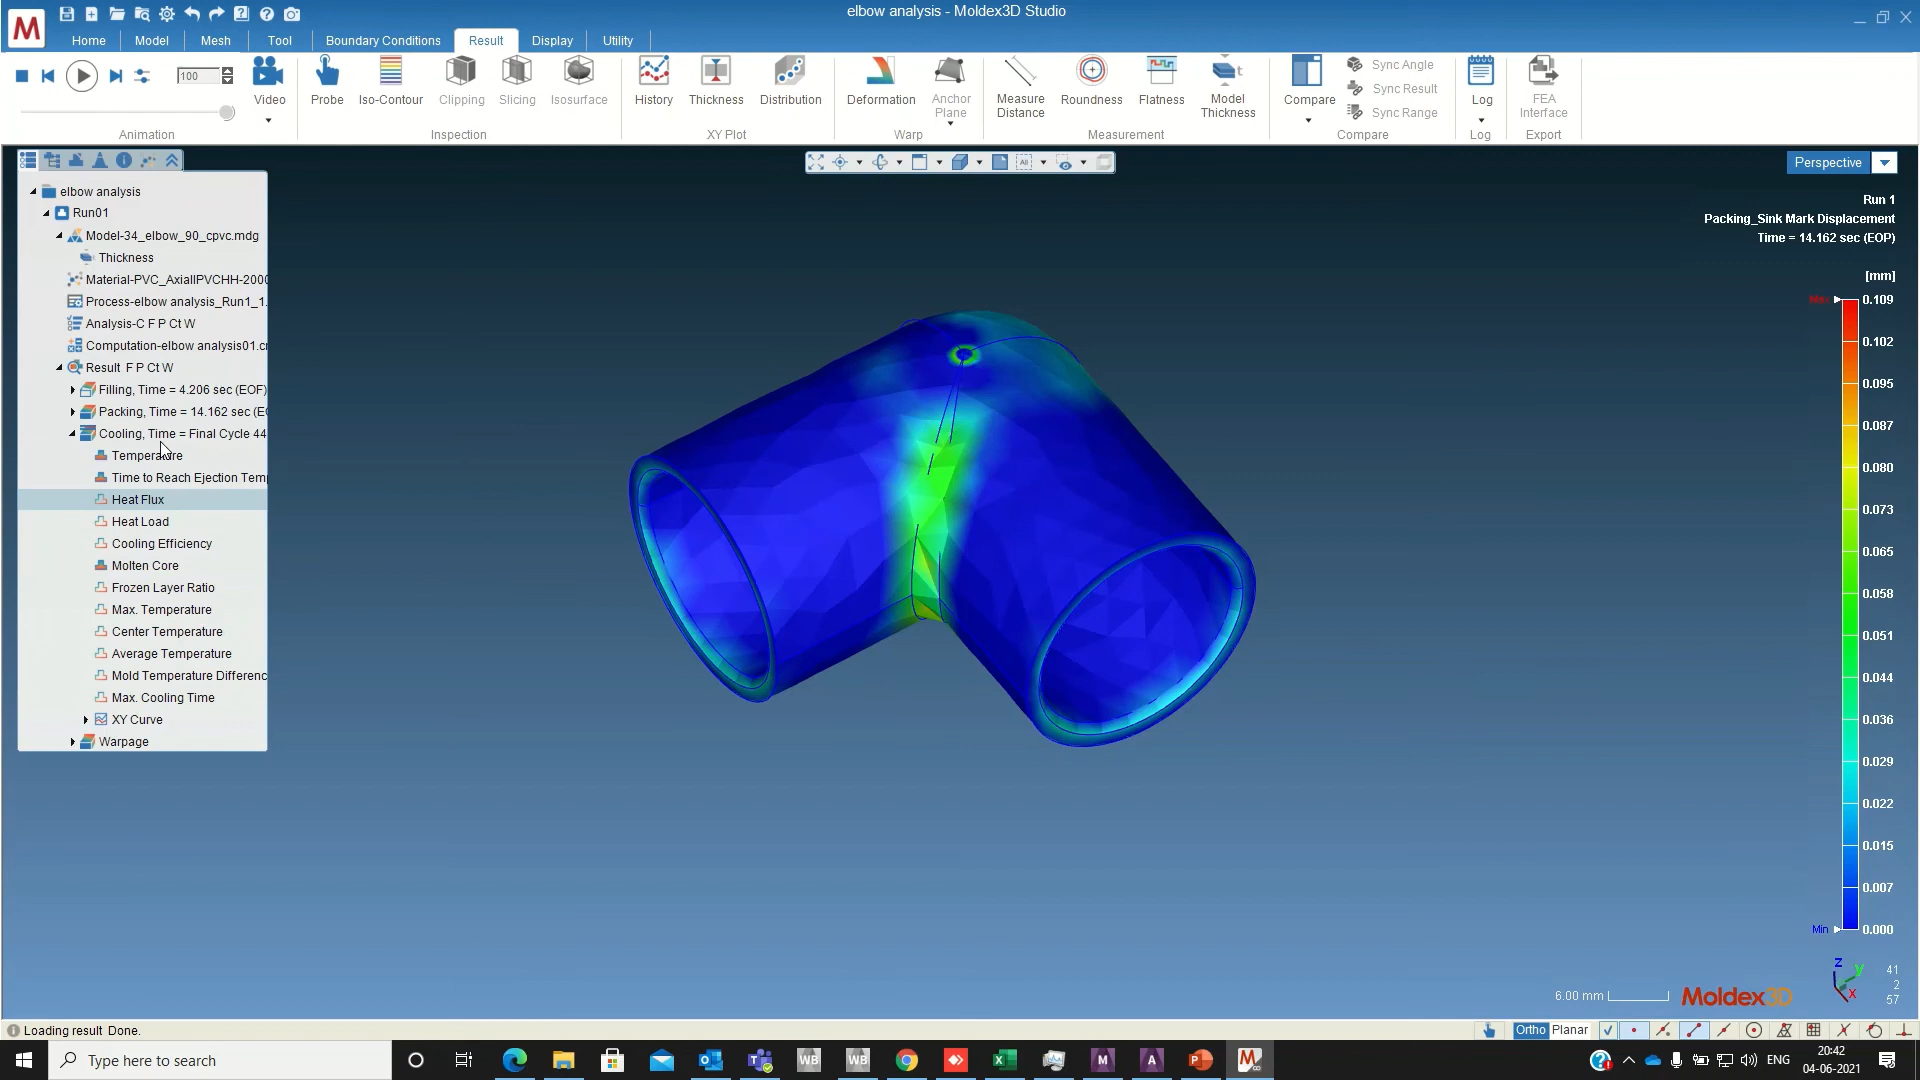 elbow analysis - Moldex3D Studio
Home Model Mesh Tool Boundary Conditions Result Display Utility
100
Video Probe Iso-Contour Clipping Slicing Isosurface History Thickness Distribution Deformation Anchor Plane Measure Distance Roundness Flatness Model Thickness Compare Sync Angle Sync Result Sync Range Log FEA Interface
Animation Inspection XY Plot Warp Measurement Compare Log Export
Perspective
Run 1
Packing_Sink Mark Displacement
Time = 14.162 sec (EOP)
[mm]
Max 0.109
0.102
0.095
0.087
0.080
0.073
0.065
0.058
0.051
0.044
0.036
0.029
0.022
0.015
0.007
Min 0.000
elbow analysis
Run01
Model-34_elbow_90_cpvc.mdg
Thickness
Material-PVC_AxiallPVCHH-2000
Process-elbow analysis_Run1_1.
Analysis-C F P Ct W
Computation-elbow analysis01.c
Result F P Ct W
Filling, Time = 4.206 sec (EOF)
Packing, Time = 14.162 sec (EO
Cooling, Time = Final Cycle 44
Temperature
Time to Reach Ejection Tem
Heat Flux
Heat Load
Cooling Efficiency
Molten Core
Frozen Layer Ratio
Max. Temperature
Center Temperature
Average Temperature
Mold Temperature Differenc
Max. Cooling Time
XY Curve
Warpage
6.00 mm
Moldex3D
Z Y X
41
2
57
Loading result Done.
Ortho Planar
Type here to search
WB WB
ENG
20:42
04-06-2021